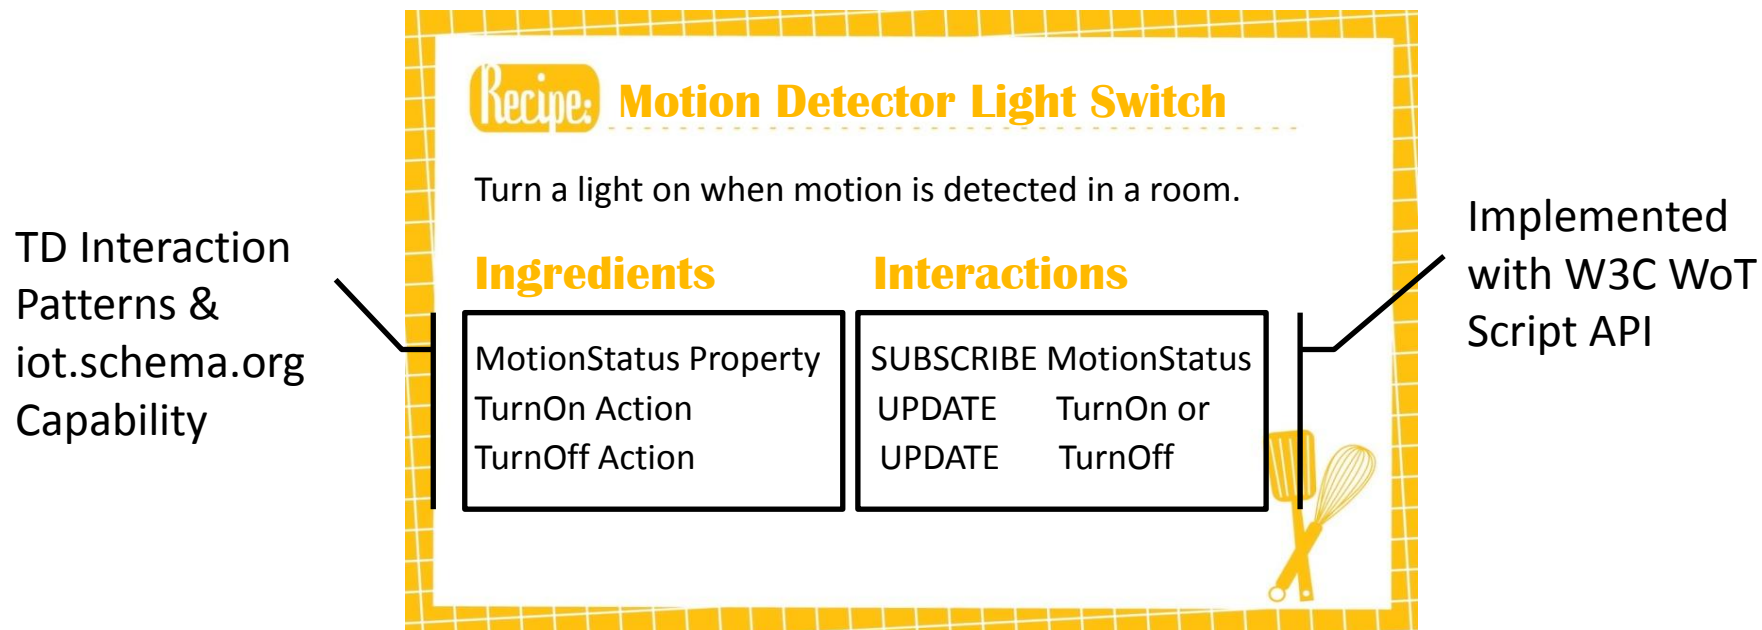 Recipe: Motion Detector Light Switch
Turn a light on when motion is detected in a room.
TD Interaction
Patterns &
iot.schema.org
Capability
Ingredients
MotionStatus Property
TurnOn Action
TurnOff Action
Interactions
SUBSCRIBE MotionStatus
UPDATE TurnOn or
UPDATE TurnOff
Implemented
with W3C WoT
Script API